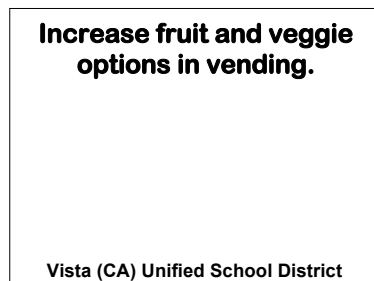 Increase fruit and veggie
options in vending.
Vista (CA) Unified School District